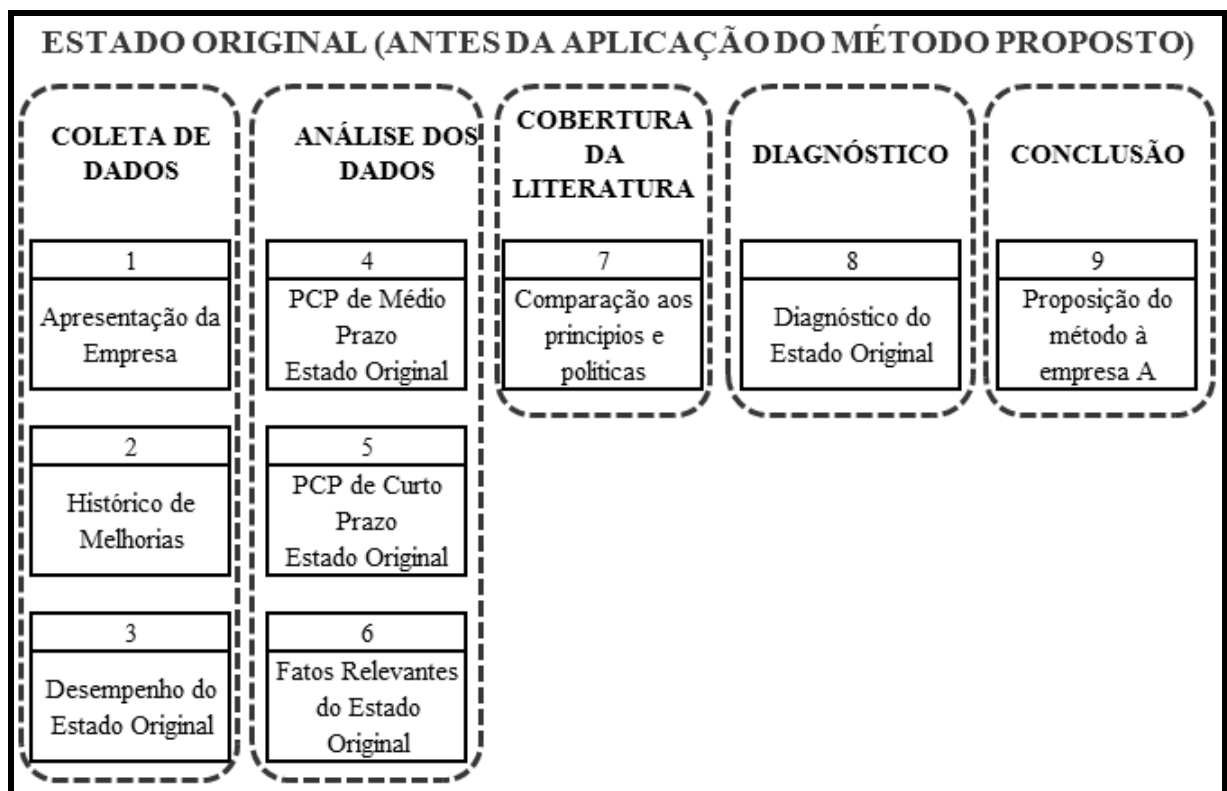 ESTADO ORIGINAL (ANTES DA APLICAÇÃO DO MÉTODO PROPOSTO)
COLETA DE
DADOS
1
Apresentação da
Empresa
2
Histórico de
Melhorias
3
Desempenho do
Estado Original
ANÁLISE DOS
DADOS
4
PCP de Médio
Prazo
Estado Original
5
PCP de Curto
Prazo
Estado Original
6
Fatos Relevantes
do Estado
Original
COBERTURA
DA
LITERATURA
7
Comparação aos
princípios e
políticas
DIAGNÓSTICO
8
Diagnóstico do
Estado Original
CONCLUSÃO
9
Proposição do
método à
empresa A